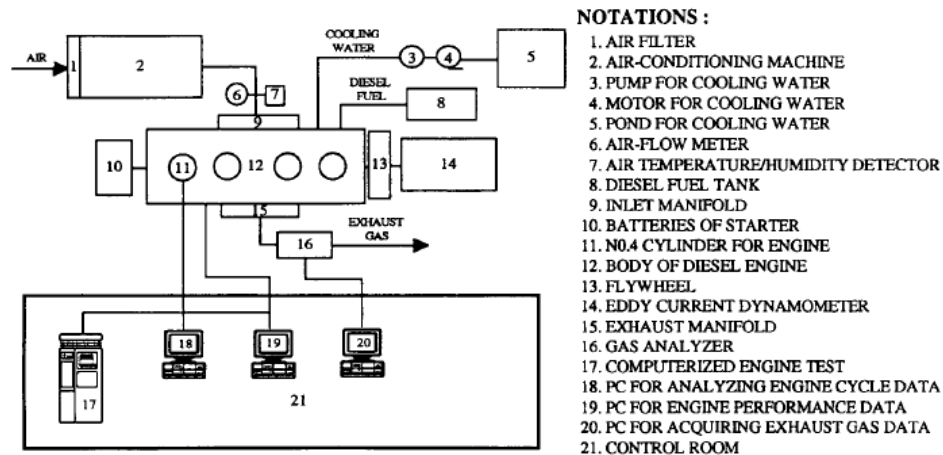 AIR
1
2
COOLING
WATER
3
4
5
6
7
DIESEL
FUEL
8
9
10
11
12
13
14
15
EXHAUST
GAS
16
17
18
19
20
21
NOTATIONS :
1. AIR FILTER
2. AIR-CONDITIONING MACHINE
3. PUMP FOR COOLING WATER
4. MOTOR FOR COOLING WATER
5. POND FOR COOLING WATER
6. AIR-FLOW METER
7. AIR TEMPERATURE/HUMIDITY DETECTOR
8. DIESEL FUEL TANK
9. INLET MANIFOLD
10. BATTERIES OF STARTER
11. N0.4 CYLINDER FOR ENGINE
12. BODY OF DIESEL ENGINE
13. FLYWHEEL
14. EDDY CURRENT DYNAMOMETER
15. EXHAUST MANIFOLD
16. GAS ANALYZER
17. COMPUTERIZED ENGINE TEST
18. PC FOR ANALYZING ENGINE CYCLE DATA
19. PC FOR ENGINE PERFORMANCE DATA
20. PC FOR ACQUIRING EXHAUST GAS DATA
21. CONTROL ROOM